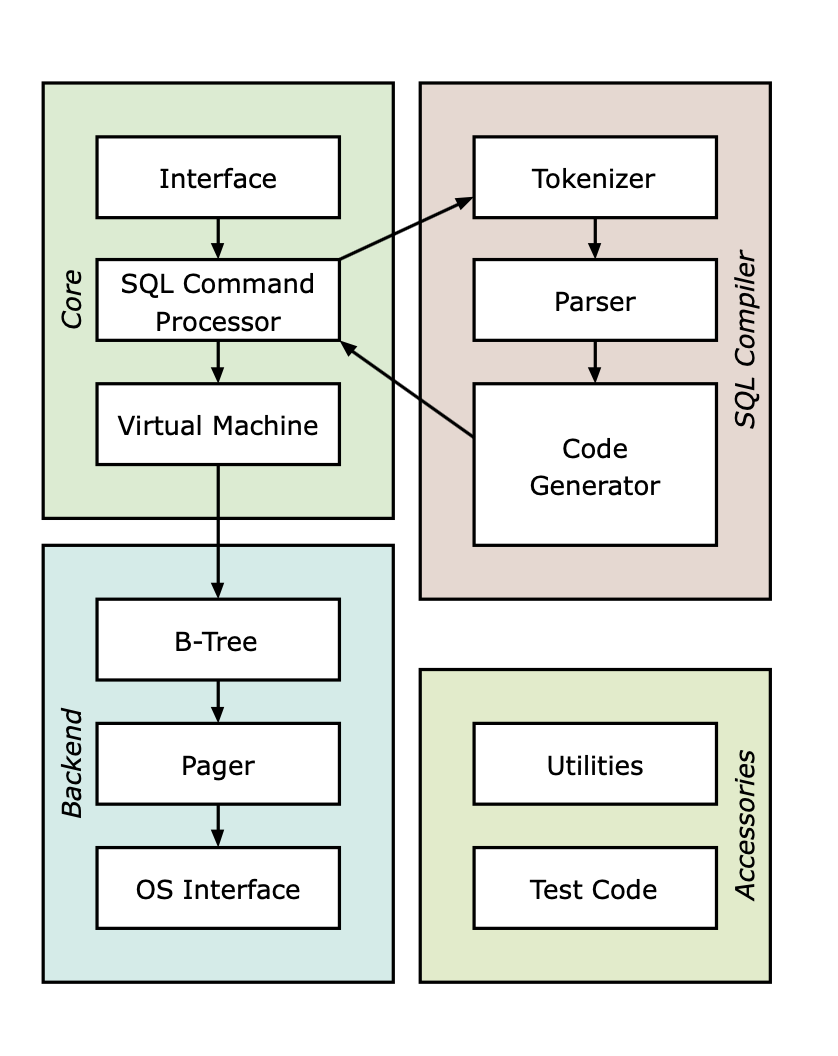 Core
Interface
SQL Command
Processor
Virtual Machine
SQL Compiler
Tokenizer
Parser
Code
Generator
Backend
B-Tree
Pager
OS Interface
Accessories
Utilities
Test Code